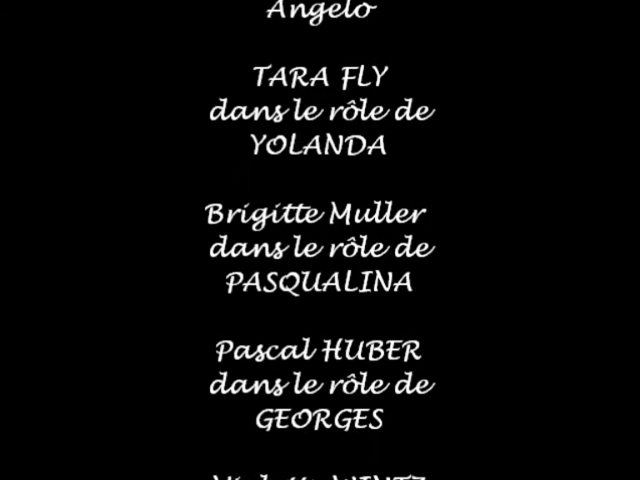 Angelo
TARA FLY
dans le rôle de
YOLANDA
Brigitte Muller
dans le rôle de
PASQUALINA
Pascal HUBER
dans le rôle de
GEORGES